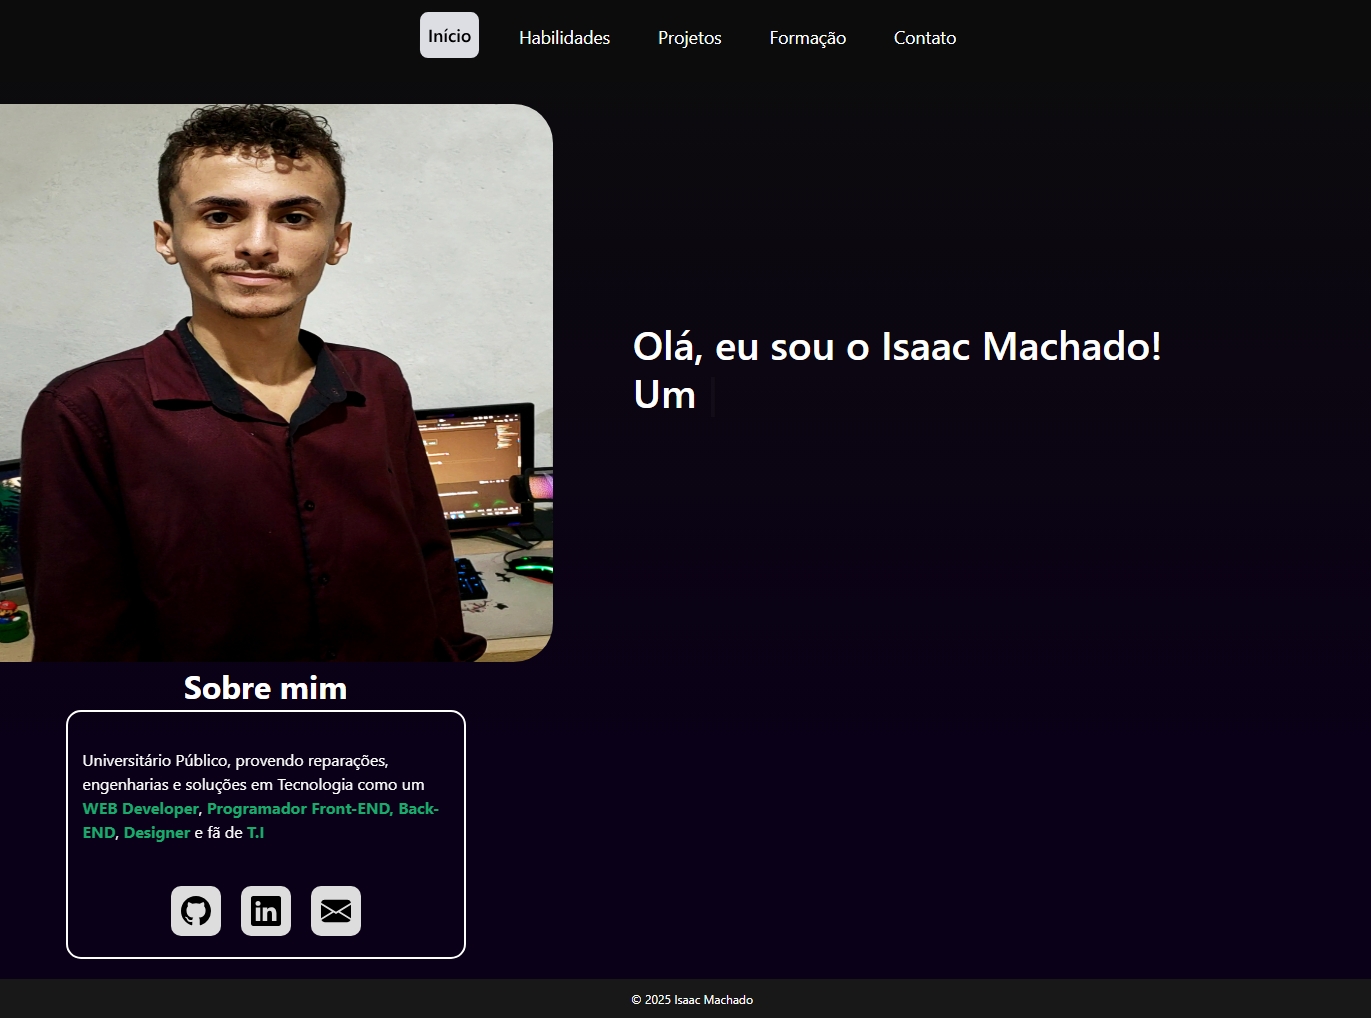 Início
Habilidades
Projetos
Formação
Contato
Olá, eu sou o Isaac Machado!
Um
Sobre mim
Universitário Público, provendo reparações,
engenharias e soluções em Tecnologia como um
WEB Developer, Programador Front-END, Back-
END, Designer e fã de T.I
in
© 2025 Isaac Machado